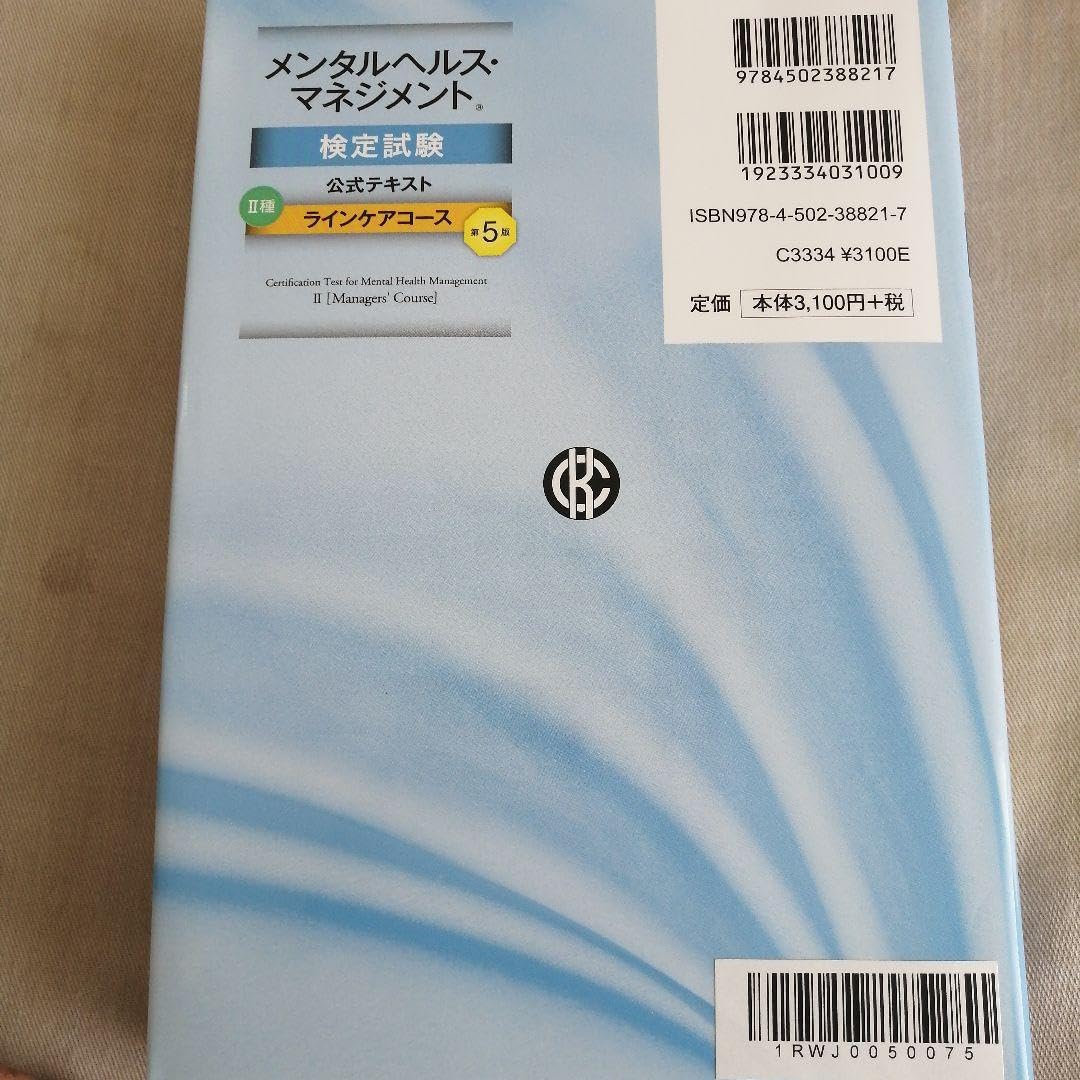 メンタルヘルス・
マネジメント®
検定試験
公式テキスト
II種
ラインケアコース
第5版
Certification Test for Mental Health Management
II [Managers' Course]
9784502388217
1923334031009
ISBN978-4-502-38821-7
C3334 ¥3100E
定価 本体3,100円+税
CKC
1RWJ0050075